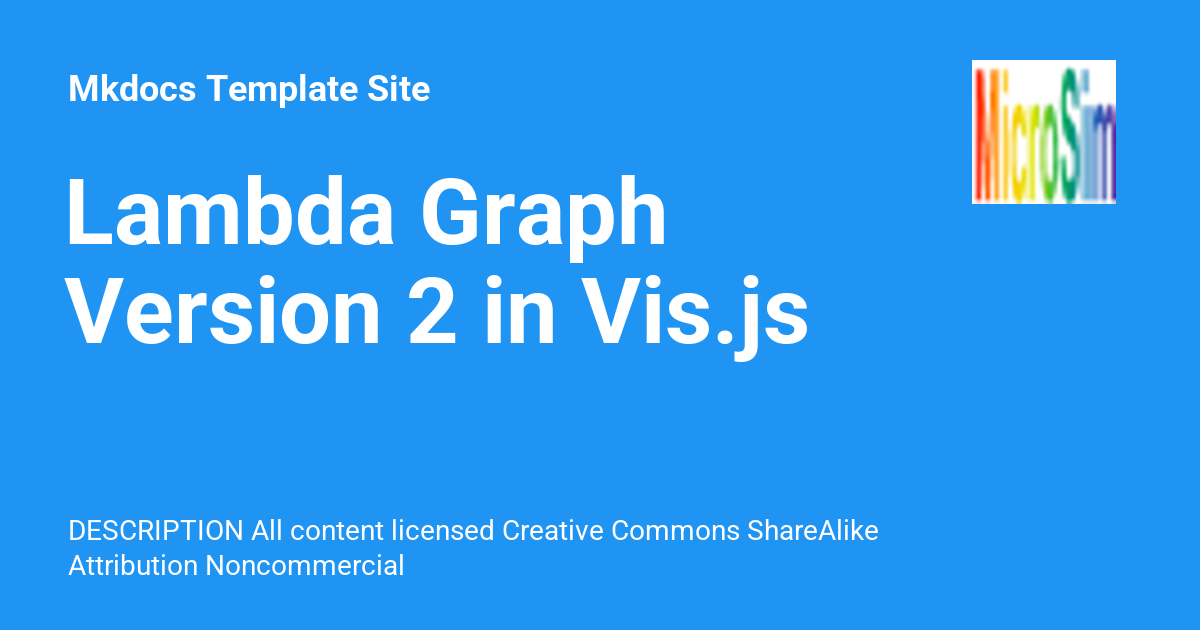 Mkdocs Template Site
MicroSim
Lambda Graph
Version 2 in Vis.js
DESCRIPTION All content licensed Creative Commons ShareAlike
Attribution Noncommercial